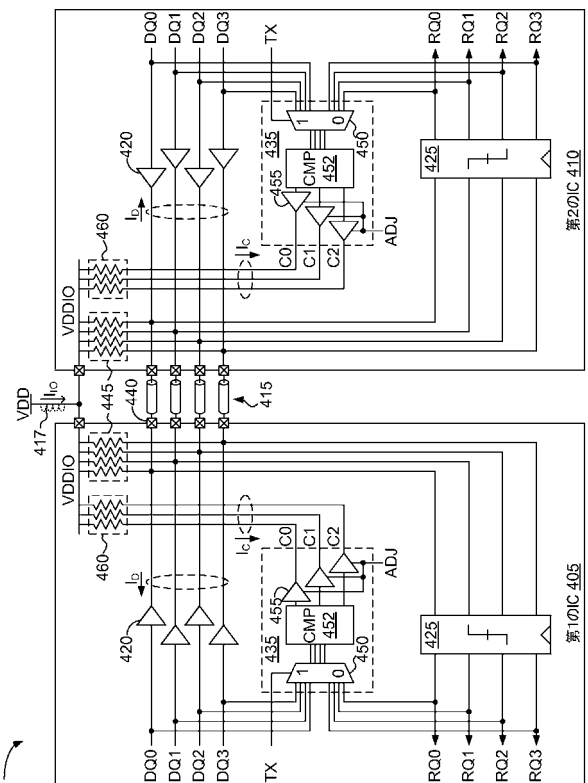 VDD
417
I_IO
VDDIO
VDDIO
460
445
460
440
415
I_D
I_D
420
420
DQ0
DQ1
DQ2
DQ3
DQ0
DQ1
DQ2
DQ3
I_C
I_C
TX
435
455
C0
C1
C2
1
0
CMP
452
450
ADJ
TX
435
455
C0
C1
C2
1
0
CMP
452
450
ADJ
RQ0
RQ1
RQ2
RQ3
425
RQ0
RQ1
RQ2
RQ3
425
第1のIC 405
第2のIC 410